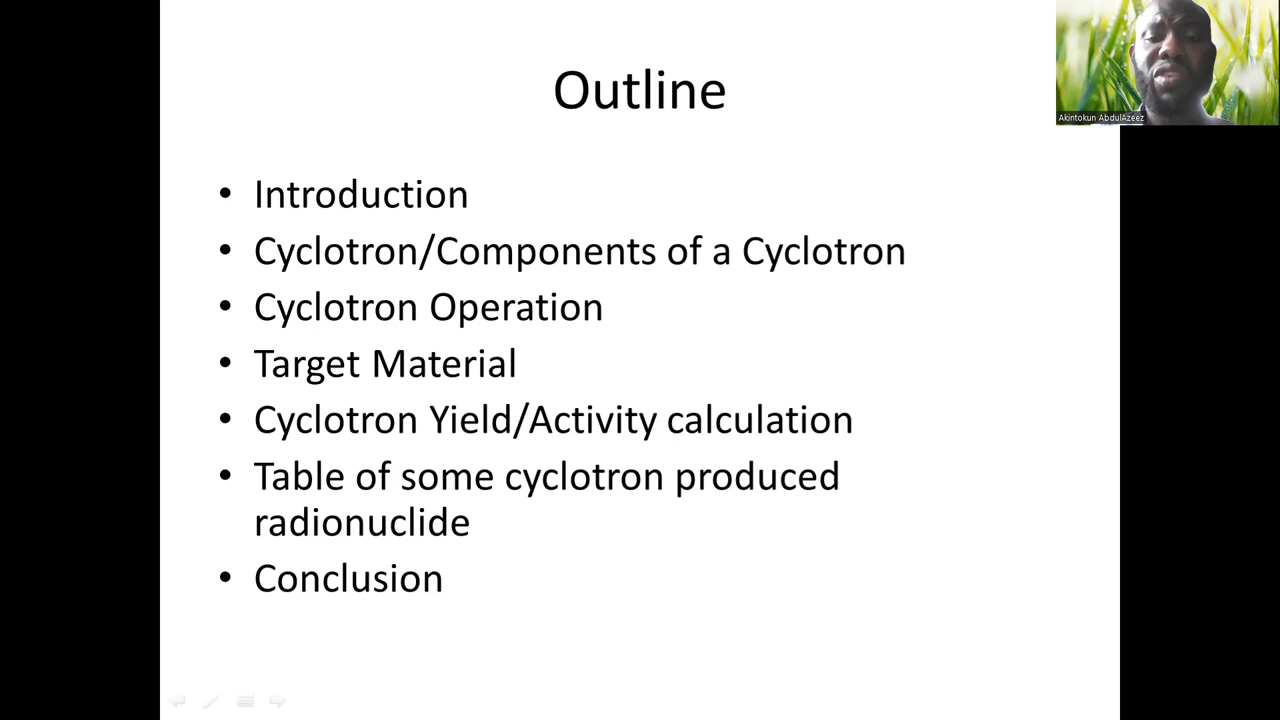 Outline
Akintokun AbdulAzeez
• Introduction
• Cyclotron/Components of a Cyclotron
• Cyclotron Operation
• Target Material
• Cyclotron Yield/Activity calculation
• Table of some cyclotron produced
radionuclide
• Conclusion